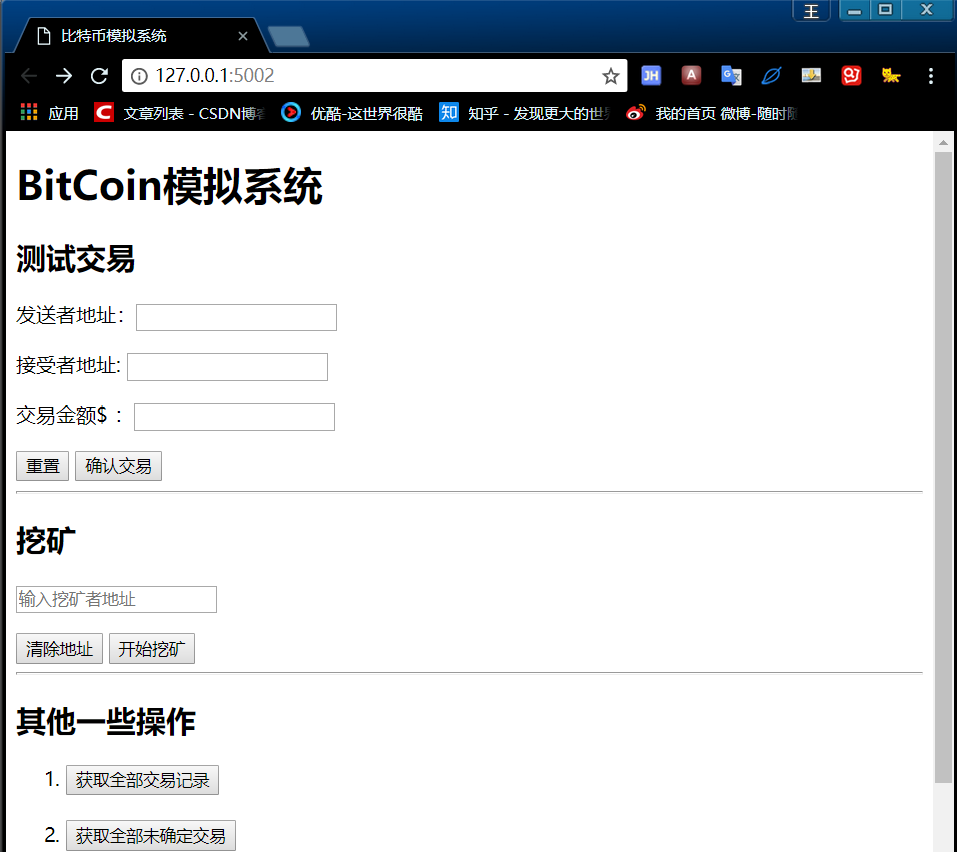 王
比特币模拟系统
127.0.0.1:5002
JH
A
应用 文章列表 - CSDN博客 优酷-这世界很酷 知 知乎 - 发现更大的世 我的首页 微博-随时随
BitCoin模拟系统
测试交易
发送者地址：
接受者地址:
交易金额$ ：
重置 确认交易
挖矿
输入挖矿者地址
清除地址 开始挖矿
其他一些操作
1. 获取全部交易记录
2. 获取全部未确定交易